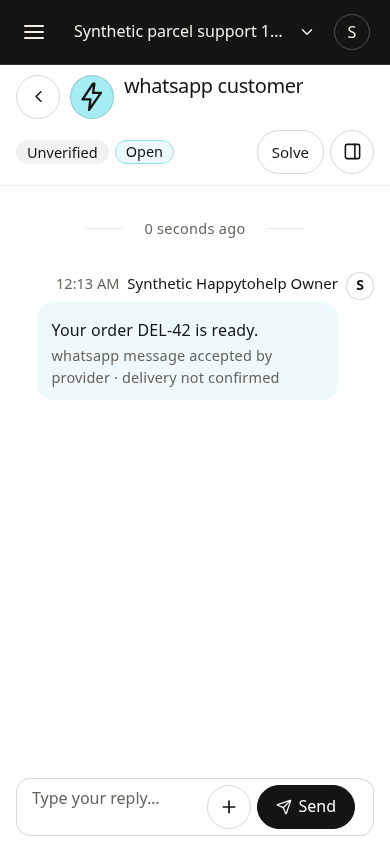 Synthetic parcel support 1...
S
whatsapp customer
Unverified
Open
Solve
0 seconds ago
12:13 AM Synthetic Happytohelp Owner
S
Your order DEL-42 is ready.
whatsapp message accepted by
provider · delivery not confirmed
Type your reply...
Send